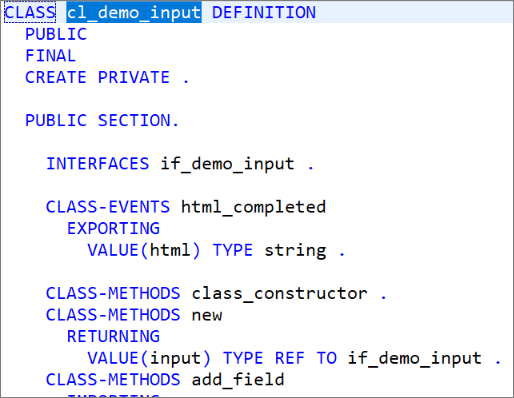 CLASS cl_demo_input DEFINITION
PUBLIC
FINAL
CREATE PRIVATE .
PUBLIC SECTION.
INTERFACES if_demo_input .
CLASS-EVENTS html_completed
EXPORTING
VALUE(html) TYPE string .
CLASS-METHODS class_constructor .
CLASS-METHODS new
RETURNING
VALUE(input) TYPE REF TO if_demo_input .
CLASS-METHODS add_field
IMPORTING